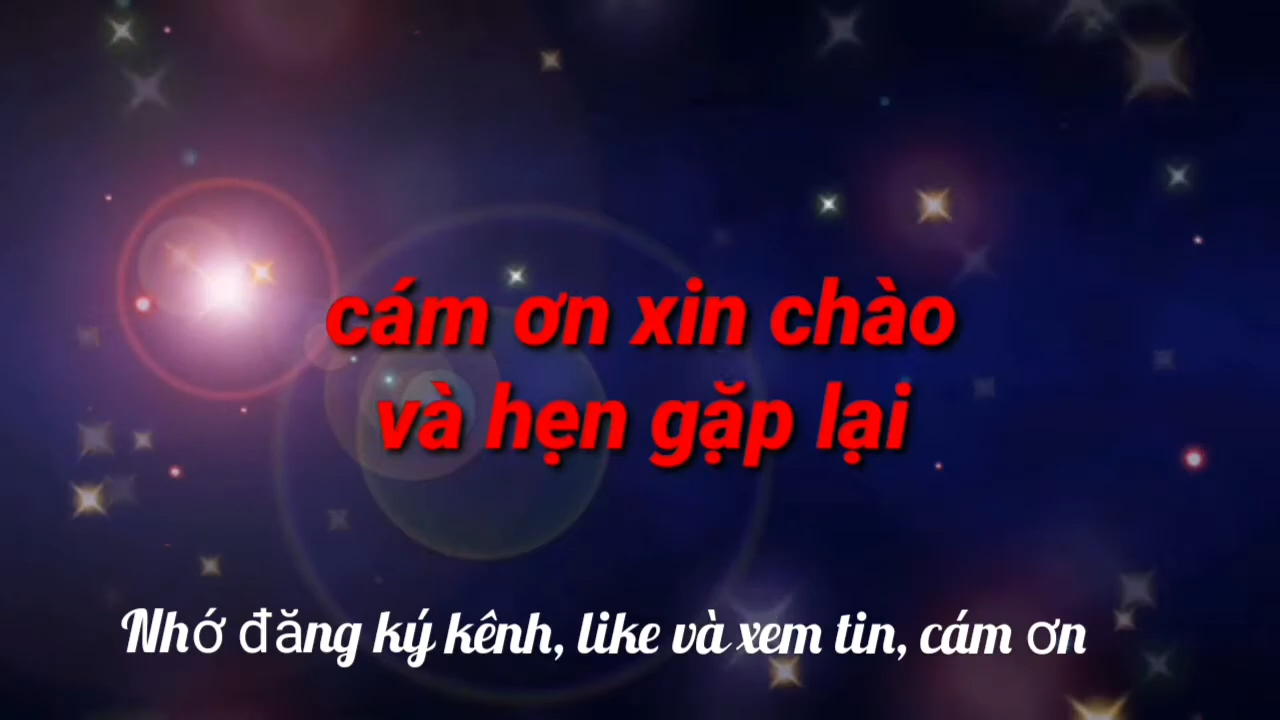 cám ơn xin chào
và hẹn gặp lại
Nhớ đăng ký kênh, like và xem tin, cám ơn